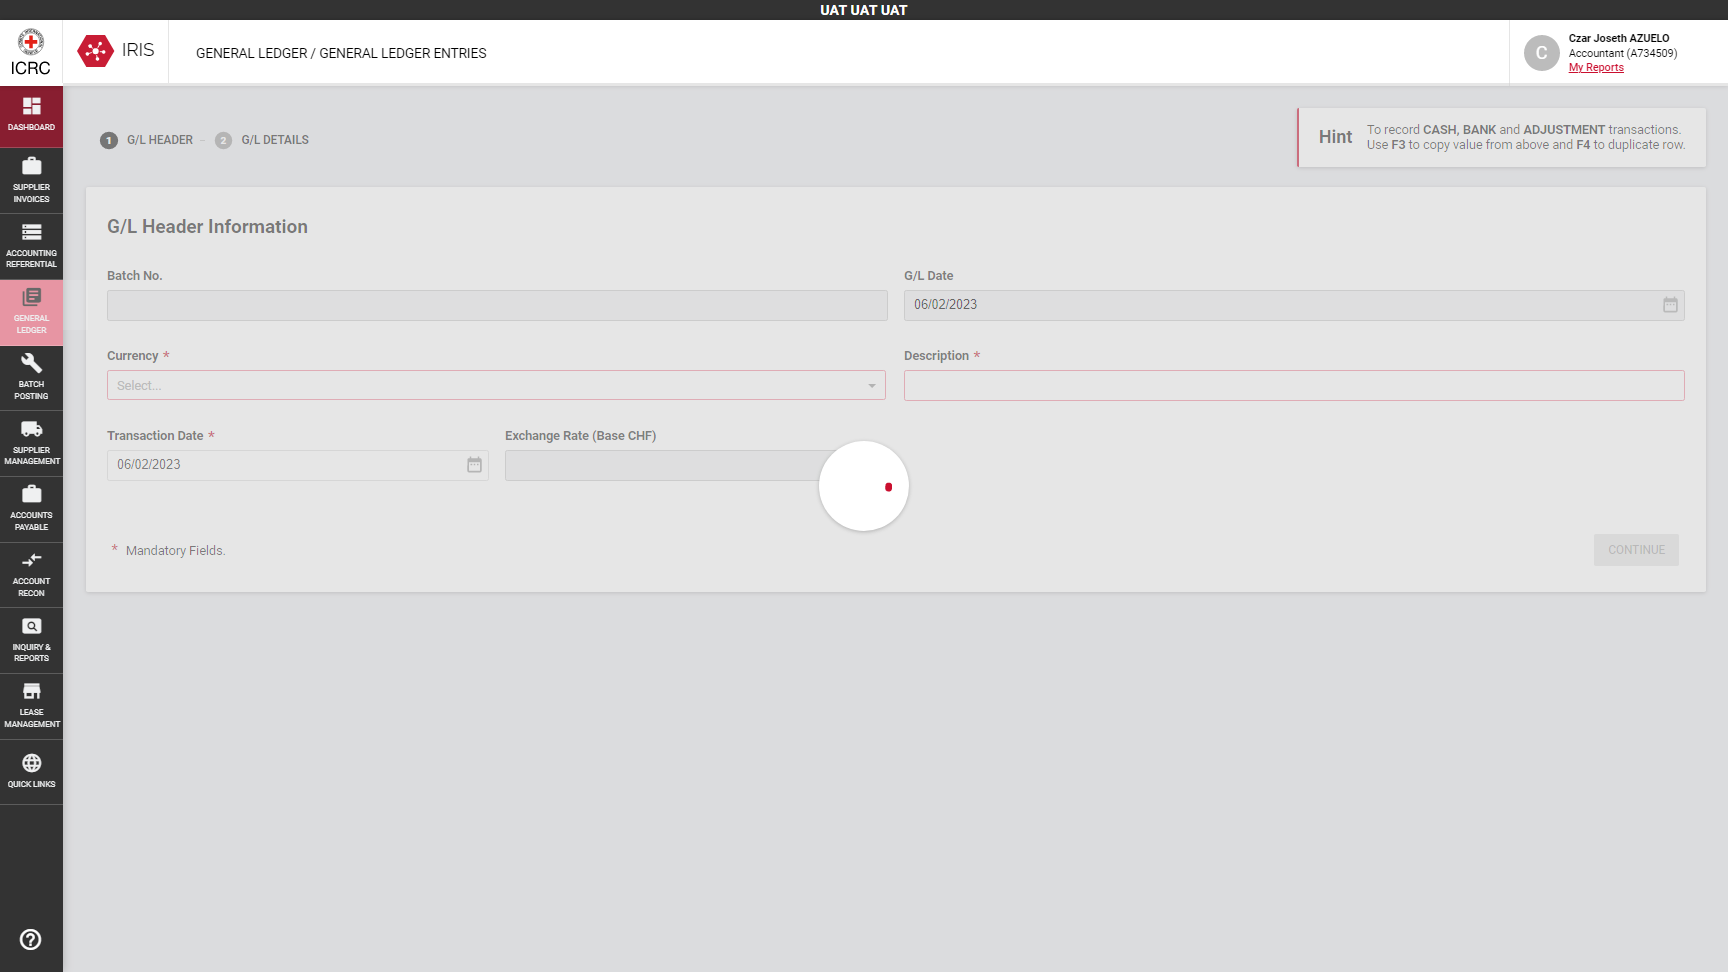 UAT UAT UAT
ICRC
IRIS
GENERAL LEDGER / GENERAL LEDGER ENTRIES
C
Czar Joseth AZUELO
Accountant (A734509)
My Reports
DASHBOARD
SUPPLIER
INVOICES
ACCOUNTING
REFERENTIAL
GENERAL
LEDGER
BATCH
POSTING
SUPPLIER
MANAGEMENT
ACCOUNTS
PAYABLE
ACCOUNT
RECON
INQUIRY &
REPORTS
LEASE
MANAGEMENT
QUICK LINKS
1 G/L HEADER - 2 G/L DETAILS
Hint
To record CASH, BANK and ADJUSTMENT transactions.
Use F3 to copy value from above and F4 to duplicate row.
G/L Header Information
Batch No.
G/L Date
06/02/2023
Currency *
Select...
Description *
Transaction Date *
06/02/2023
Exchange Rate (Base CHF)
* Mandatory Fields.
CONTINUE